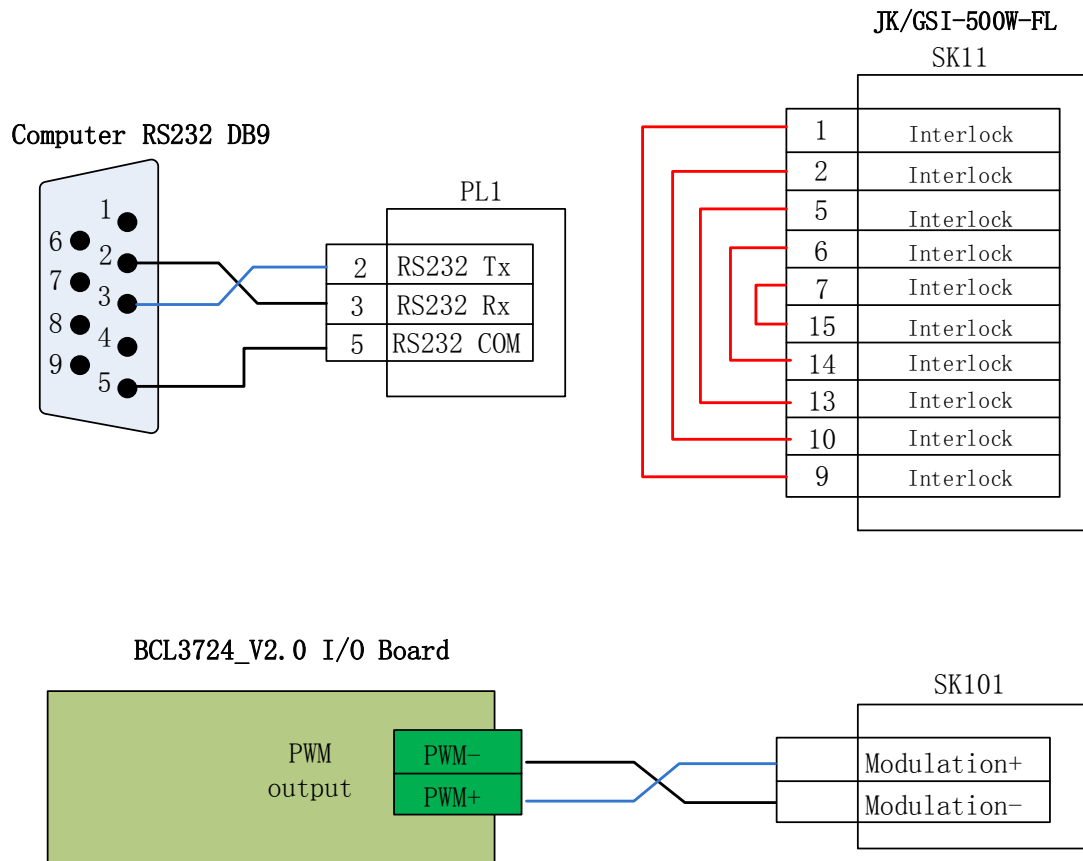 JK/GSI-500W-FL
SK11
1 Interlock
2 Interlock
5 Interlock
6 Interlock
7 Interlock
15 Interlock
14 Interlock
13 Interlock
10 Interlock
9 Interlock
Computer RS232 DB9
1
6
2
7
3
8
4
9
5
PL1
2 RS232 Tx
3 RS232 Rx
5 RS232 COM
BCL3724_V2.0 I/O Board
PWM
output
PWM-
PWM+
SK101
Modulation+
Modulation-